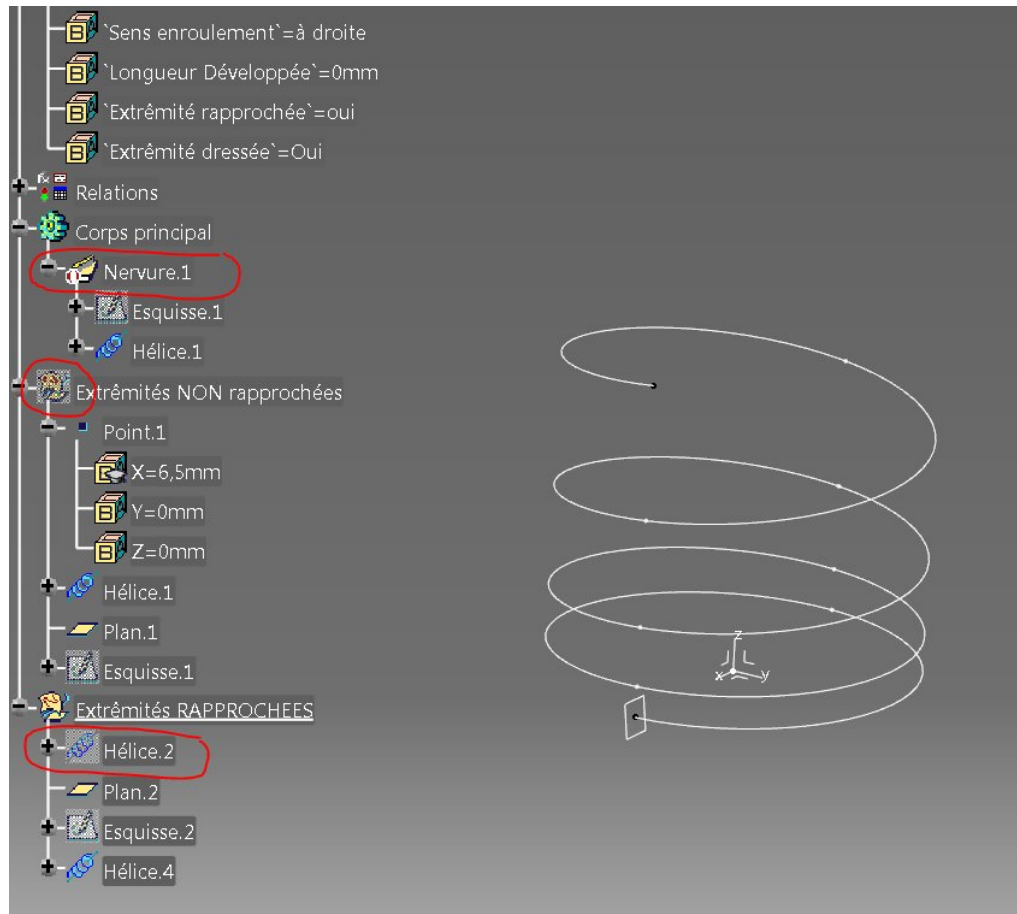 `Sens enroulement`=à droite
`Longueur Développée`=0mm
`Extrêmité rapprochée`=oui
`Extrêmité dressée`=Oui
Relations
Corps principal
Nervure.1
Esquisse.1
Hélice.1
Extrêmités NON rapprochées
Point.1
X=6,5mm
Y=0mm
Z=0mm
Hélice.1
Plan.1
Esquisse.1
Extrêmités RAPPROCHEES
Hélice.2
Plan.2
Esquisse.2
Hélice.4
z
x
y